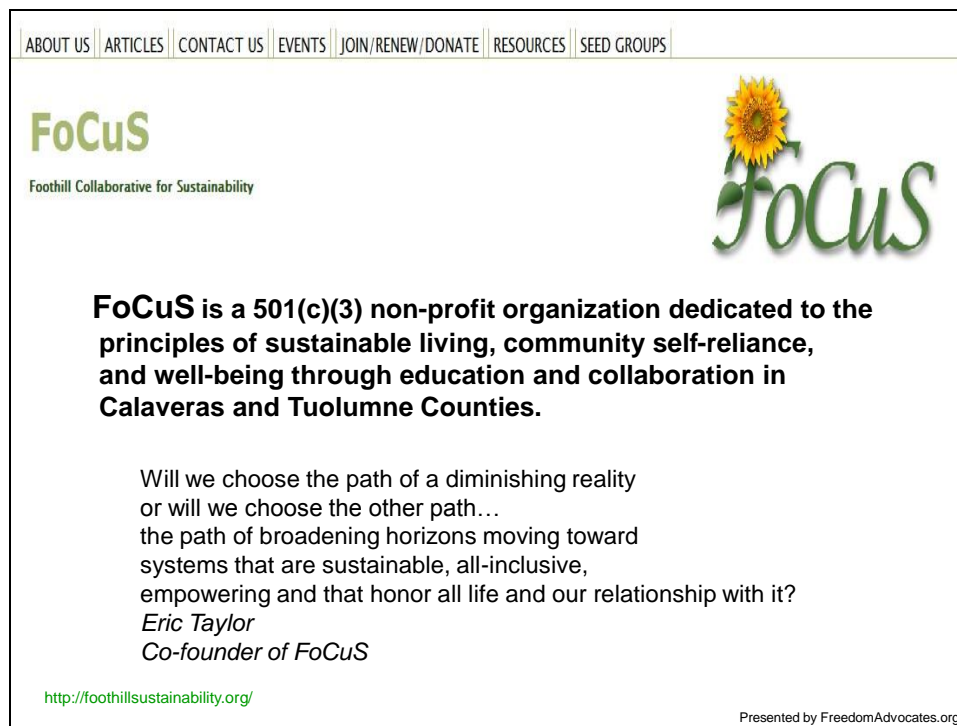 ABOUT US ARTICLES CONTACT US EVENTS JOIN/RENEW/DONATE RESOURCES SEED GROUPS
FoCuS
Foothill Collaborative for Sustainability
FoCuS
FoCuS is a 501(c)(3) non-profit organization dedicated to the
principles of sustainable living, community self-reliance,
and well-being through education and collaboration in
Calaveras and Tuolumne Counties.
Will we choose the path of a diminishing reality
or will we choose the other path…
the path of broadening horizons moving toward
systems that are sustainable, all-inclusive,
empowering and that honor all life and our relationship with it?
Eric Taylor
Co-founder of FoCuS
http://foothillsustainability.org/
Presented by FreedomAdvocates.org